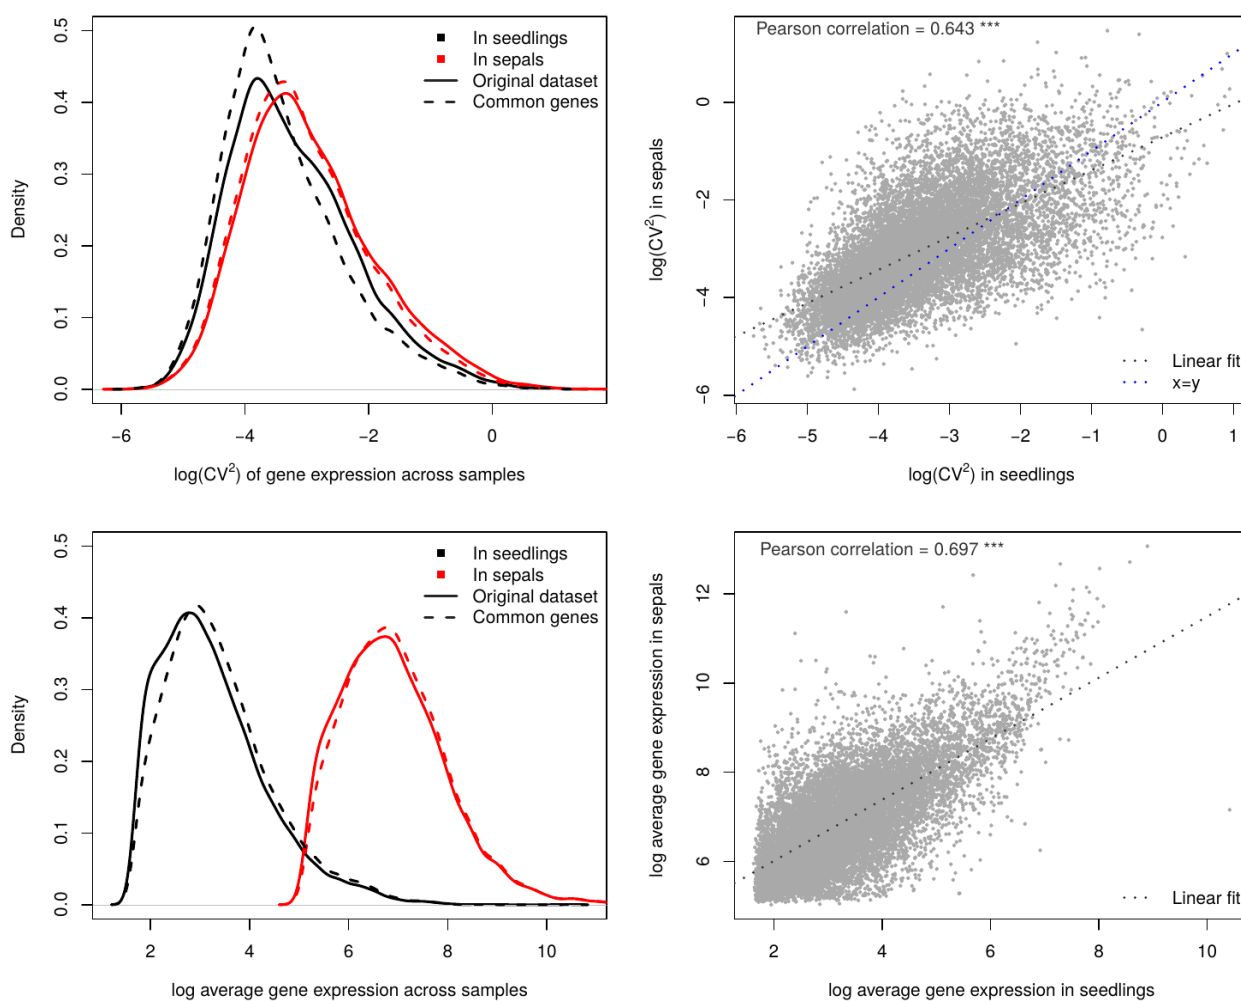 In seedlings
In sepals
Original dataset
Common genes
0.0
0.1
0.2
0.3
0.4
0.5
Density
−6
−4
−2
0
log(CV²) of gene expression across samples
Pearson correlation = 0.643 ***
0
−2
−4
−6
log(CV²) in sepals
Linear fit
x=y
−6
−5
−4
−3
−2
−1
0
1
log(CV²) in seedlings
In seedlings
In sepals
Original dataset
Common genes
0.0
0.1
0.2
0.3
0.4
0.5
Density
2
4
6
8
10
log average gene expression across samples
Pearson correlation = 0.697 ***
12
10
8
6
log average gene expression in sepals
Linear fit
2
4
6
8
10
log average gene expression in seedlings